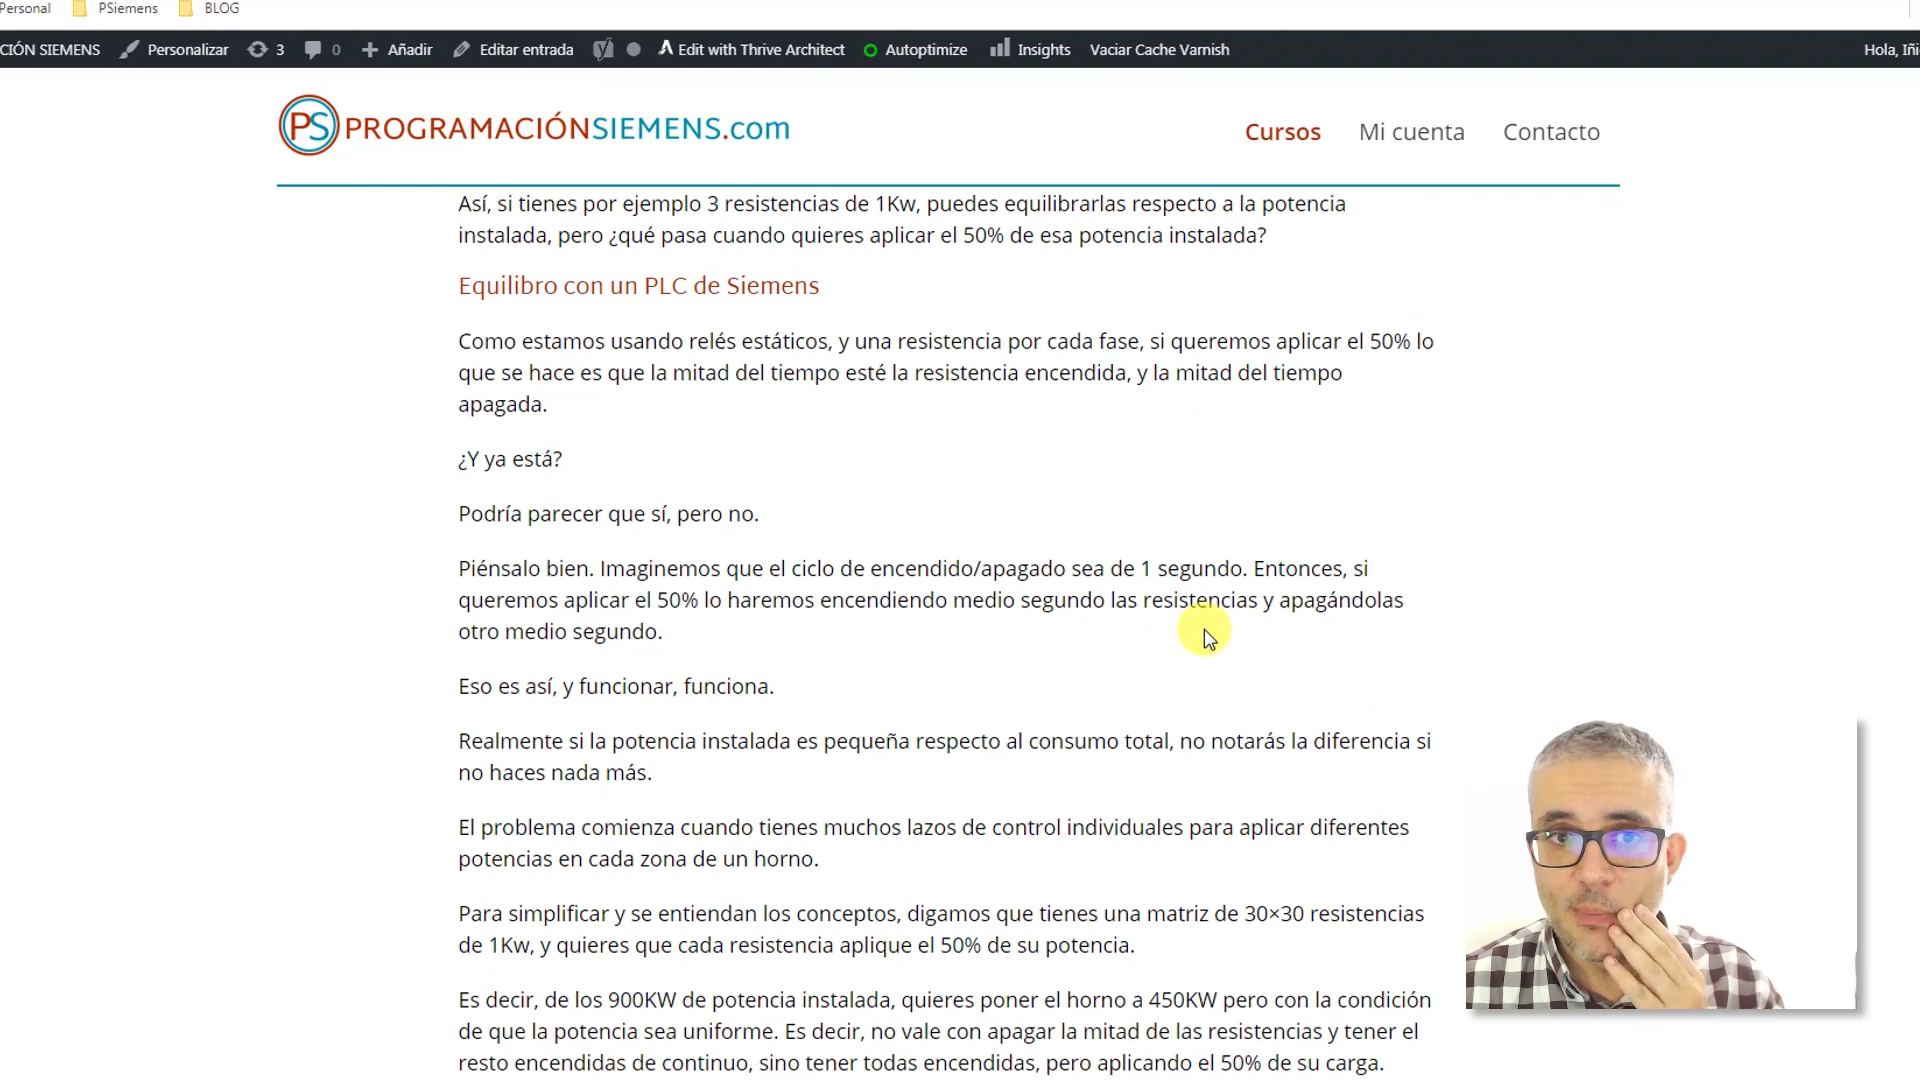 Personal PSiemens BLOG
CIÓN SIEMENS Personalizar 3 0 Añadir Editar entrada Edit with Thrive Architect Autoptimize Insights Vaciar Cache Varnish Hola, Iñi
PS PROGRAMACIÓNSIEMENS.com
Cursos Mi cuenta Contacto
Así, si tienes por ejemplo 3 resistencias de 1Kw, puedes equilibrarlas respecto a la potencia
instalada, pero ¿qué pasa cuando quieres aplicar el 50% de esa potencia instalada?
Equilibro con un PLC de Siemens
Como estamos usando relés estáticos, y una resistencia por cada fase, si queremos aplicar el 50% lo
que se hace es que la mitad del tiempo esté la resistencia encendida, y la mitad del tiempo
apagada.
¿Y ya está?
Podría parecer que sí, pero no.
Piénsalo bien. Imaginemos que el ciclo de encendido/apagado sea de 1 segundo. Entonces, si
queremos aplicar el 50% lo haremos encendiendo medio segundo las resistencias y apagándolas
otro medio segundo.
Eso es así, y funcionar, funciona.
Realmente si la potencia instalada es pequeña respecto al consumo total, no notarás la diferencia si
no haces nada más.
El problema comienza cuando tienes muchos lazos de control individuales para aplicar diferentes
potencias en cada zona de un horno.
Para simplificar y se entiendan los conceptos, digamos que tienes una matriz de 30×30 resistencias
de 1Kw, y quieres que cada resistencia aplique el 50% de su potencia.
Es decir, de los 900KW de potencia instalada, quieres poner el horno a 450KW pero con la condición
de que la potencia sea uniforme. Es decir, no vale con apagar la mitad de las resistencias y tener el
resto encendidas de continuo, sino tener todas encendidas, pero aplicando el 50% de su carga.